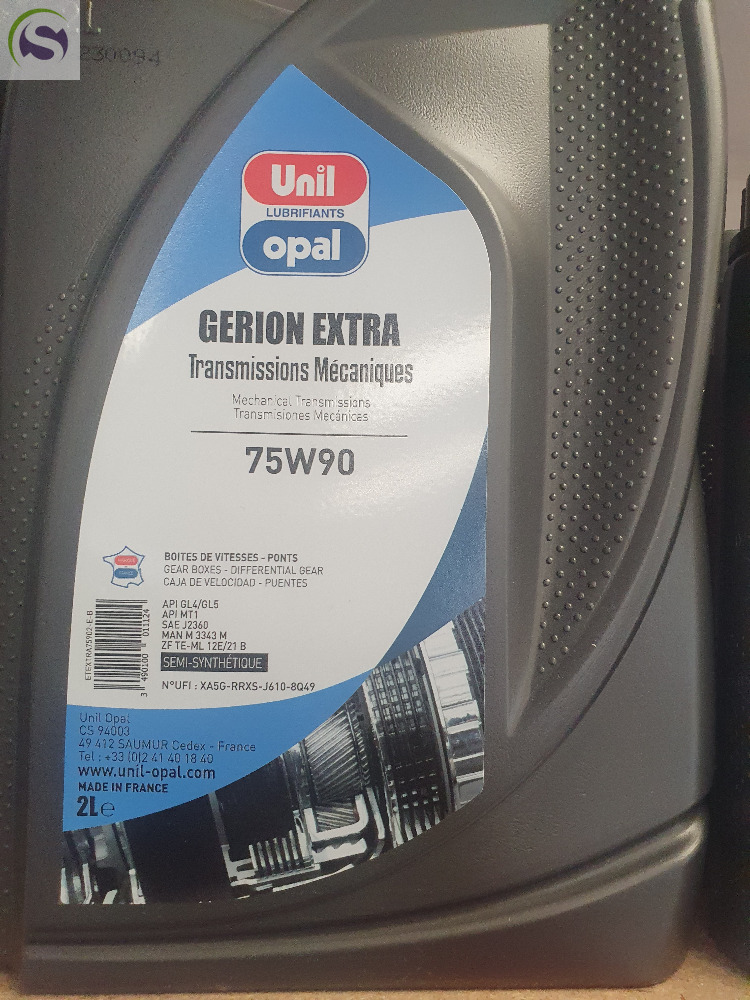 230094
Unil
LUBRIFIANTS
opal
GERION EXTRA
Transmissions Mécaniques
Mechanical Transmissions
Transmisiones Mecánicas
75W90
BOITES DE VITESSES - PONTS
GEAR BOXES - DIFFERENTIAL GEAR
CAJA DE VELOCIDAD - PUENTES
API GL4/GL5
API MT1
SAE J2360
MAN M 3343 M
ZF TE-ML 12E/21 B
SEMI-SYNTHÉTIQUE
N°UFI : XA5G-RRXS-J610-8Q49
ETEXTRA75902-E-B
3 490100 011124
Unil Opal
CS 94003
49 412 SAUMUR Cedex - France
Tel : +33 (0)2 41 40 18 40
www.unil-opal.com
MADE IN FRANCE
2L e